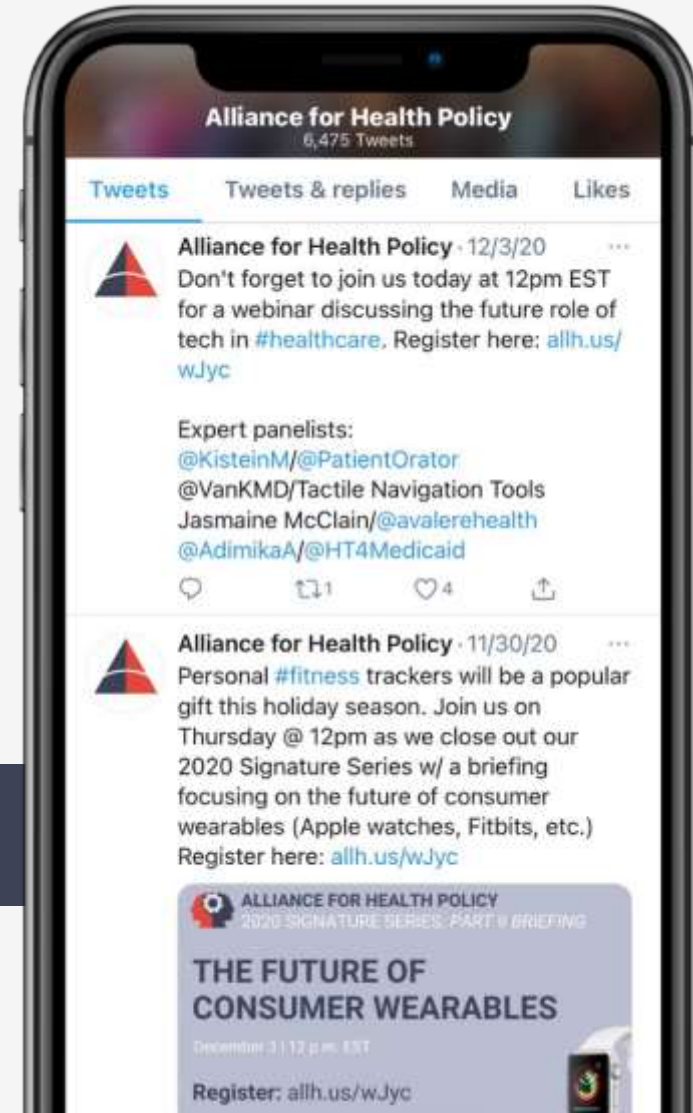 Alliance for Health Policy
6,475 Tweets
Tweets Tweets & replies Media Likes
Alliance for Health Policy · 12/3/20
Don't forget to join us today at 12pm EST
for a webinar discussing the future role of
tech in #healthcare. Register here: allh.us/
wJyc
Expert panelists:
@KisteinM/@PatientOrator
@VanKMD/Tactile Navigation Tools
Jasmaine McClain/@avalerehealth
@AdimikaA/@HT4Medicaid
1 4
Alliance for Health Policy · 11/30/20
Personal #fitness trackers will be a popular
gift this holiday season. Join us on
Thursday @ 12pm as we close out our
2020 Signature Series w/ a briefing
focusing on the future of consumer
wearables (Apple watches, Fitbits, etc.)
Register here: allh.us/wJyc
ALLIANCE FOR HEALTH POLICY
2020 SIGNATURE SERIES: PART II BRIEFING
THE FUTURE OF
CONSUMER WEARABLES
December 3 | 12 p.m. EST
Register: allh.us/wJyc